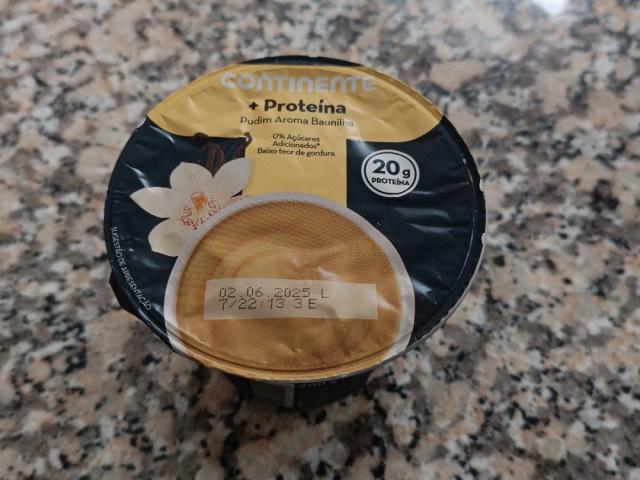 CONTINENTE
+ Proteína
Pudim Aroma Baunilha
0% Açúcares
Adicionados*
Baixo teor de gordura
20g
PROTEÍNA
SUGESTÃO DE APRESENTAÇÃO
02.06.2025 L
7/22:13 3 E